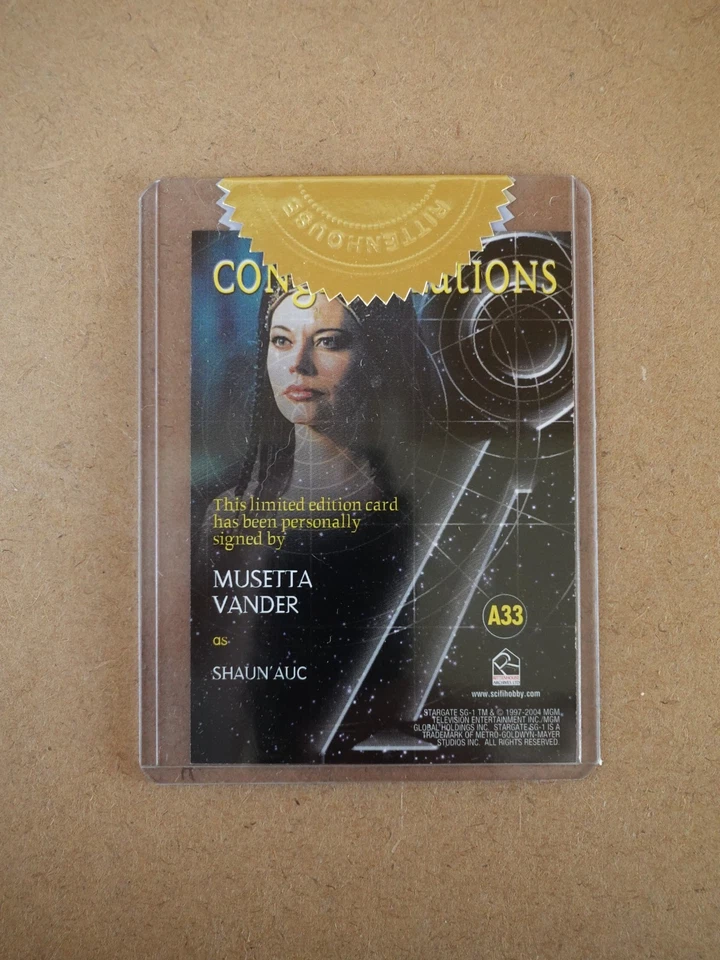 RITTENHOUSE
CONg ations
This limited edition card
has been personally
signed by
MUSETTA
VANDER
as
SHAUN'AUC
A33
RITTENHOUSE
www.scifihobby.com
STARGATE SG-1 TM & © 1997-2004 MGM
TELEVISION ENTERTAINMENT INC./MGM
GLOBAL HOLDINGS INC. STARGATE SG-1 IS A
TRADEMARK OF METRO-GOLDWYN-MAYER
STUDIOS INC. ALL RIGHTS RESERVED.